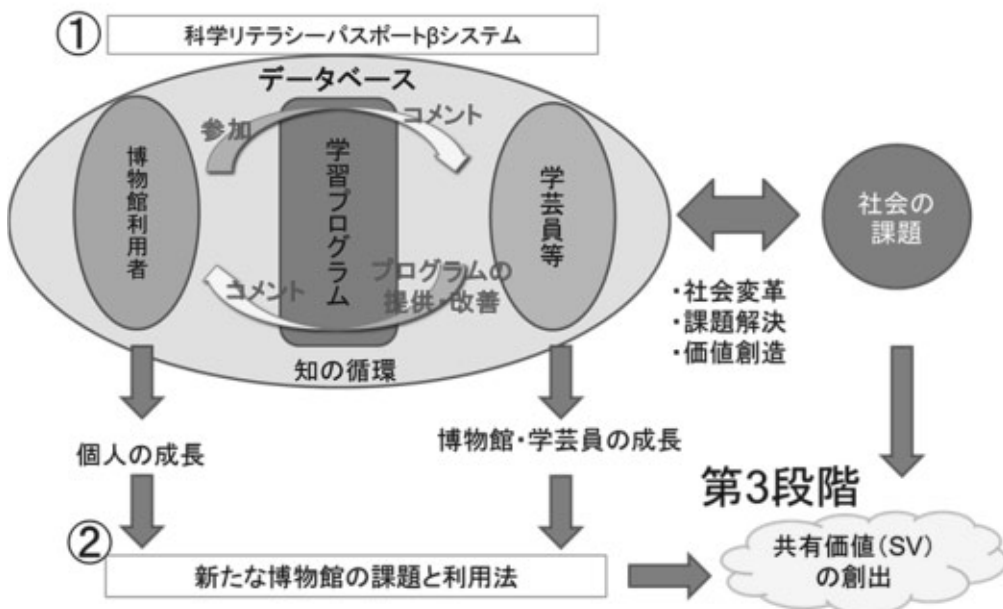 ①
科学リテラシーパスポートβシステム
データベース
参加
コメント
博物館利用者
学習プログラム
学芸員等
コメント
プログラムの
提供・改善
知の循環
社会の
課題
・社会変革
・課題解決
・価値創造
個人の成長
博物館・学芸員の成長
第3段階
②
新たな博物館の課題と利用法
共有価値(SV)
の創出